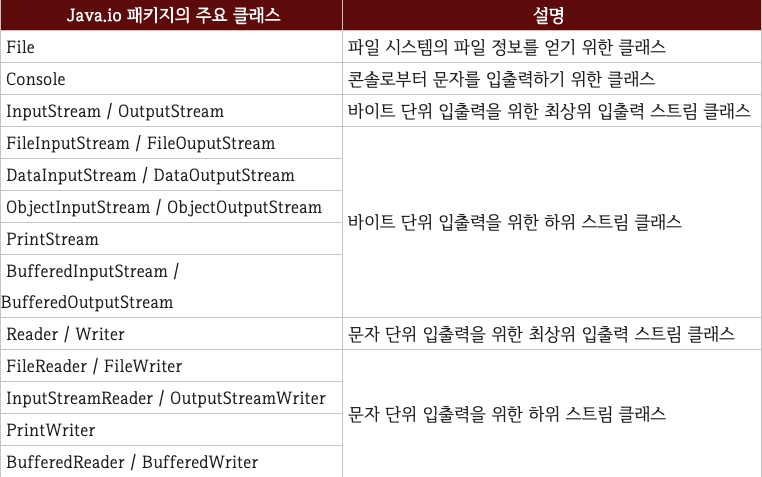 Java.io 패키지의 주요 클래스 설명
File 파일 시스템의 파일 정보를 얻기 위한 클래스
Console 콘솔로부터 문자를 입출력하기 위한 클래스
InputStream / OutputStream 바이트 단위 입출력을 위한 최상위 입출력 스트림 클래스
FileInputStream / FileOuputStream
DataInputStream / DataOutputStream
ObjectInputStream / ObjectOutputStream
PrintStream
BufferedInputStream /
BufferedOutputStream
바이트 단위 입출력을 위한 하위 스트림 클래스
Reader / Writer 문자 단위 입출력을 위한 최상위 입출력 스트림 클래스
FileReader / FileWriter
InputStreamReader / OutputStreamWriter
PrintWriter
BufferedReader / BufferedWriter
문자 단위 입출력을 위한 하위 스트림 클래스